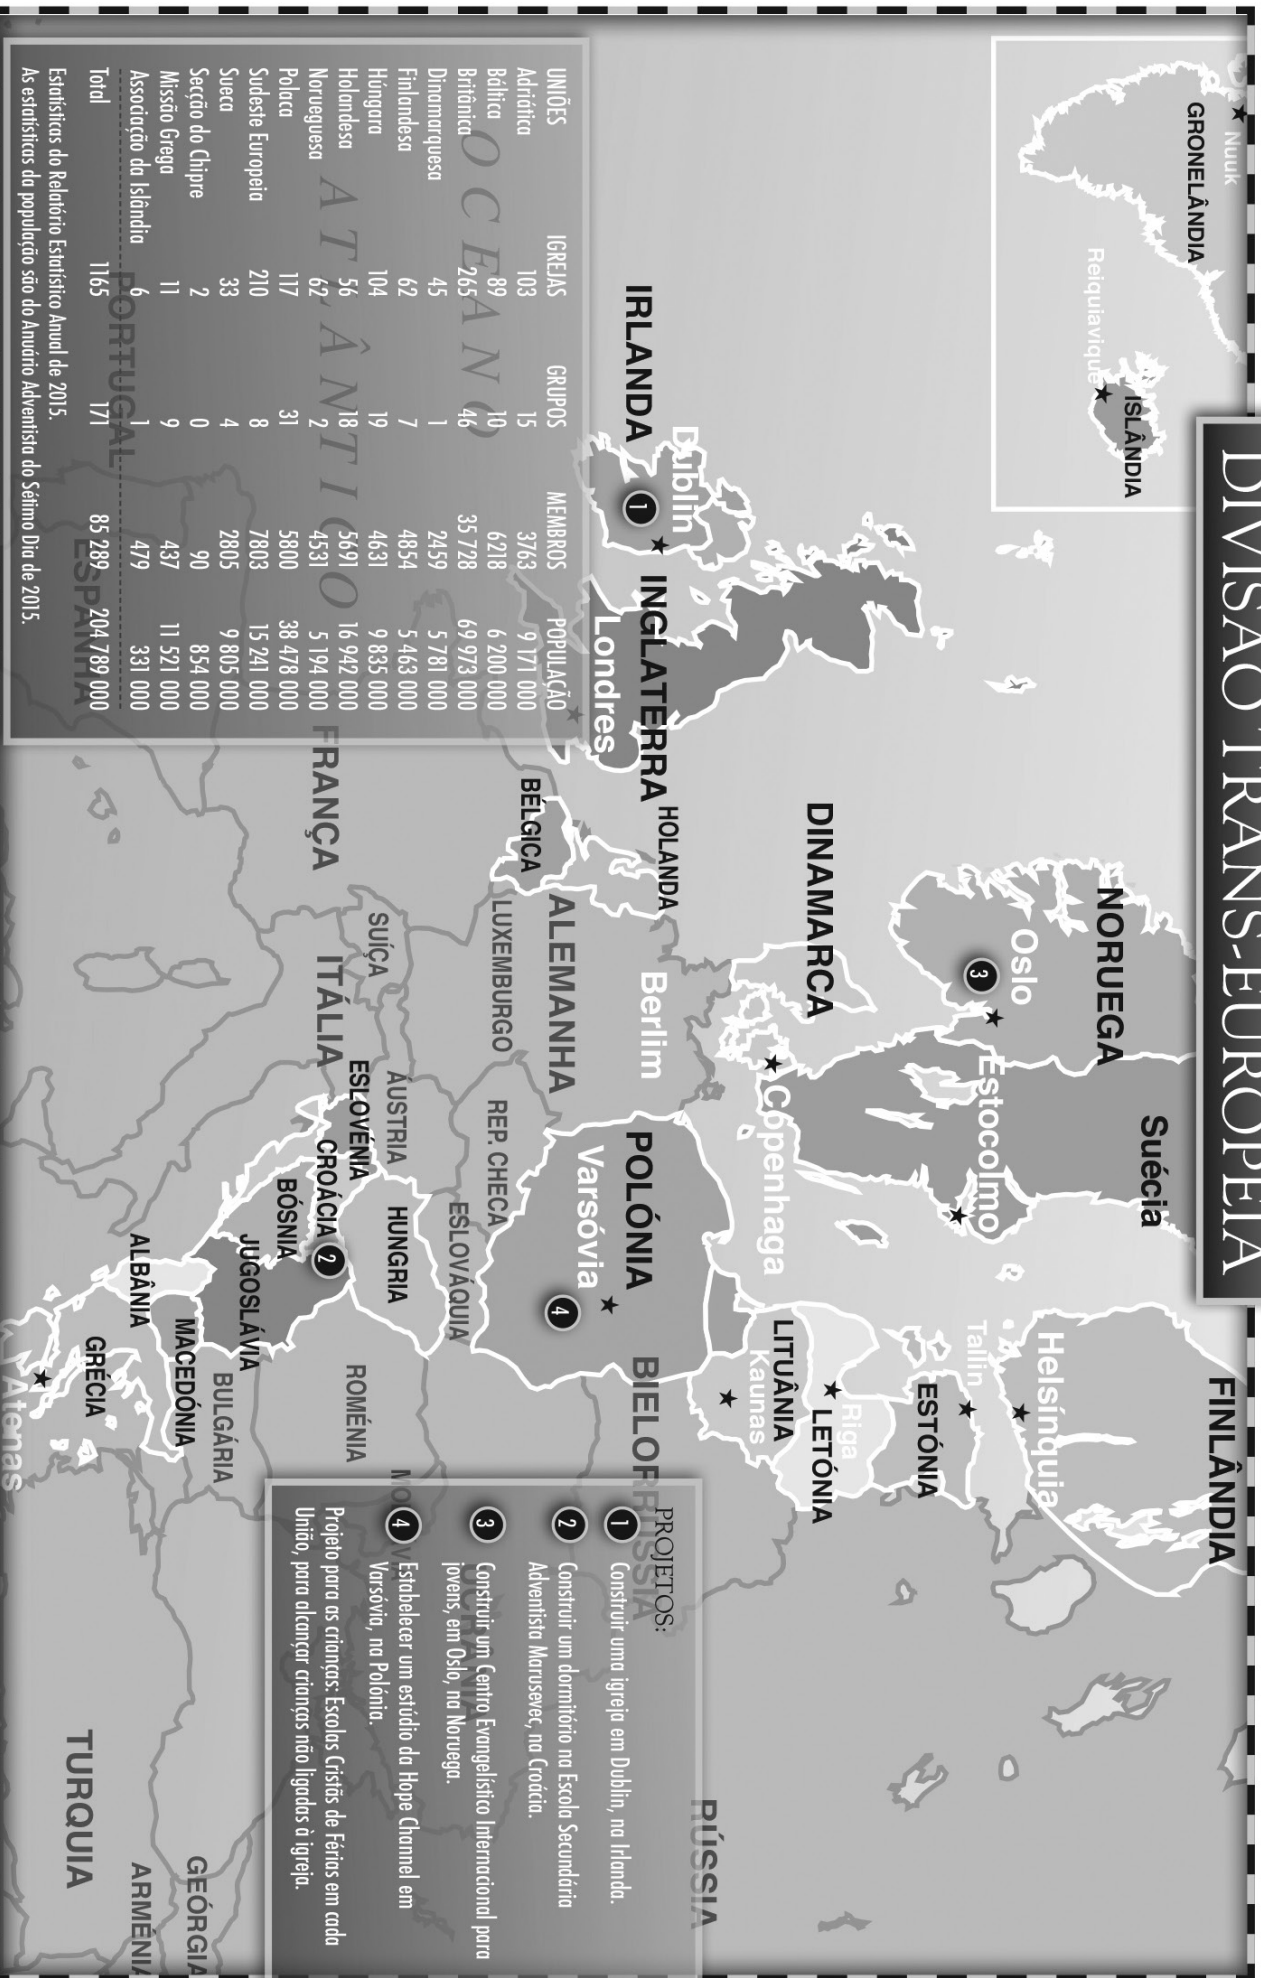 DIVISÃO TRANS-EUROPEIA
GRONELÂNDIA
Nuuk
Reiquiavique
ISLÂNDIA
NORUEGA
Oslo
3
Suécia
Estocolmo
FINLÂNDIA
Helsínquia
Tallin
ESTÓNIA
Riga
LETÓNIA
LITUÂNIA
Kaunas
DINAMARCA
Copenhaga
IRLANDA
Dublin
1
INGLATERRA
Londres
HOLANDA
BÉLGICA
LUXEMBURGO
ALEMANHA
Berlim
POLÓNIA
Varsóvia
4
BIELORRÚSSIA
RÚSSIA
REP. CHECA
ESLOVÁQUIA
FRANÇA
SUÍÇA
ÁUSTRIA
HUNGRIA
ITÁLIA
ESLOVÉNIA
CROÁCIA
2
BÓSNIA
JUGOSLÁVIA
ROMÉNIA
BULGÁRIA
ALBÂNIA
MACEDÓNIA
GRÉCIA
Atenas
UCRÂNIA
TURQUIA
GEÓRGIA
ARMÉNIA
OCEANO
ATLÂNTICO
PORTUGAL
ESPANHA
UNIÕES IGREJAS GRUPOS MEMBROS POPULAÇÃO
Adriática 103 15 3763 9 171 000
Báltica 89 10 6218 6 200 000
Britânica 265 46 35 728 69 973 000
Dinamarquesa 45 1 2459 5 781 000
Finlandesa 62 7 4854 5 463 000
Húngara 104 19 4631 9 835 000
Holandesa 56 18 5691 16 942 000
Norueguesa 62 2 4531 5 194 000
Polaca 117 31 5800 38 478 000
Sudeste Europeia 210 8 7803 15 241 000
Sueca 33 4 2805 9 805 000
Secção do Chipre 2 0 90 854 000
Missão Grega 11 9 437 11 521 000
Associação da Islândia 6 1 479 331 000
Total 1165 171 85 289 204 789 000
Estatísticas do Relatório Estatístico Anual de 2015.
As estatísticas da população são do Anuário Adventista do Sétimo Dia de 2015.
PROJETOS:
1 Construir uma igreja em Dublin, na Irlanda.
2 Construir um dormitório na Escola Secundária
Adventista Marusevec, na Croácia.
3 Construir um Centro Evangelístico Internacional para
jovens, em Oslo, na Noruega.
4 Estabelecer um estúdio da Hope Channel em
Varsóvia, na Polónia.
Projeto para as crianças: Escolas Cristãs de Férias em cada
União, para alcançar crianças não ligadas à igreja.